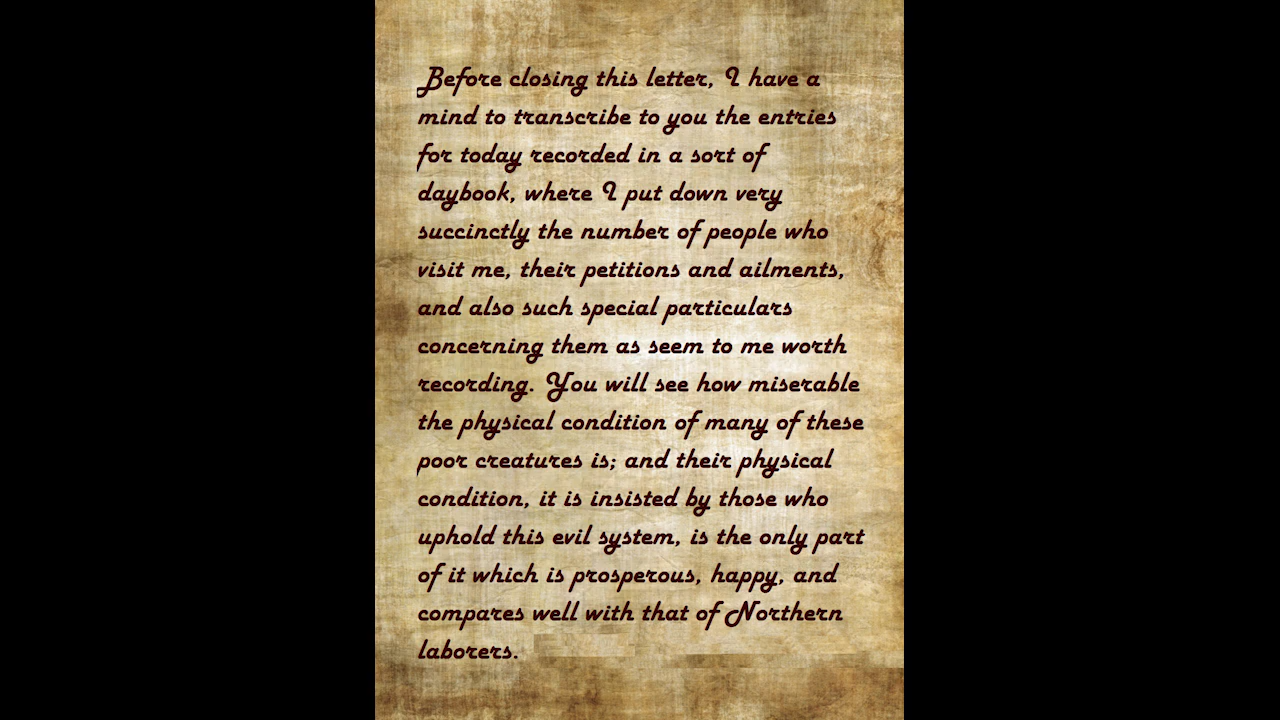 Before closing this letter, I have a
mind to transcribe to you the entries
for today recorded in a sort of
daybook, where I put down very
succinctly the number of people who
visit me, their petitions and ailments,
and also such special particulars
concerning them as seem to me worth
recording. You will see how miserable
the physical condition of many of these
poor creatures is; and their physical
condition, it is insisted by those who
uphold this evil system, is the only part
of it which is prosperous, happy, and
compares well with that of Northern
laborers.